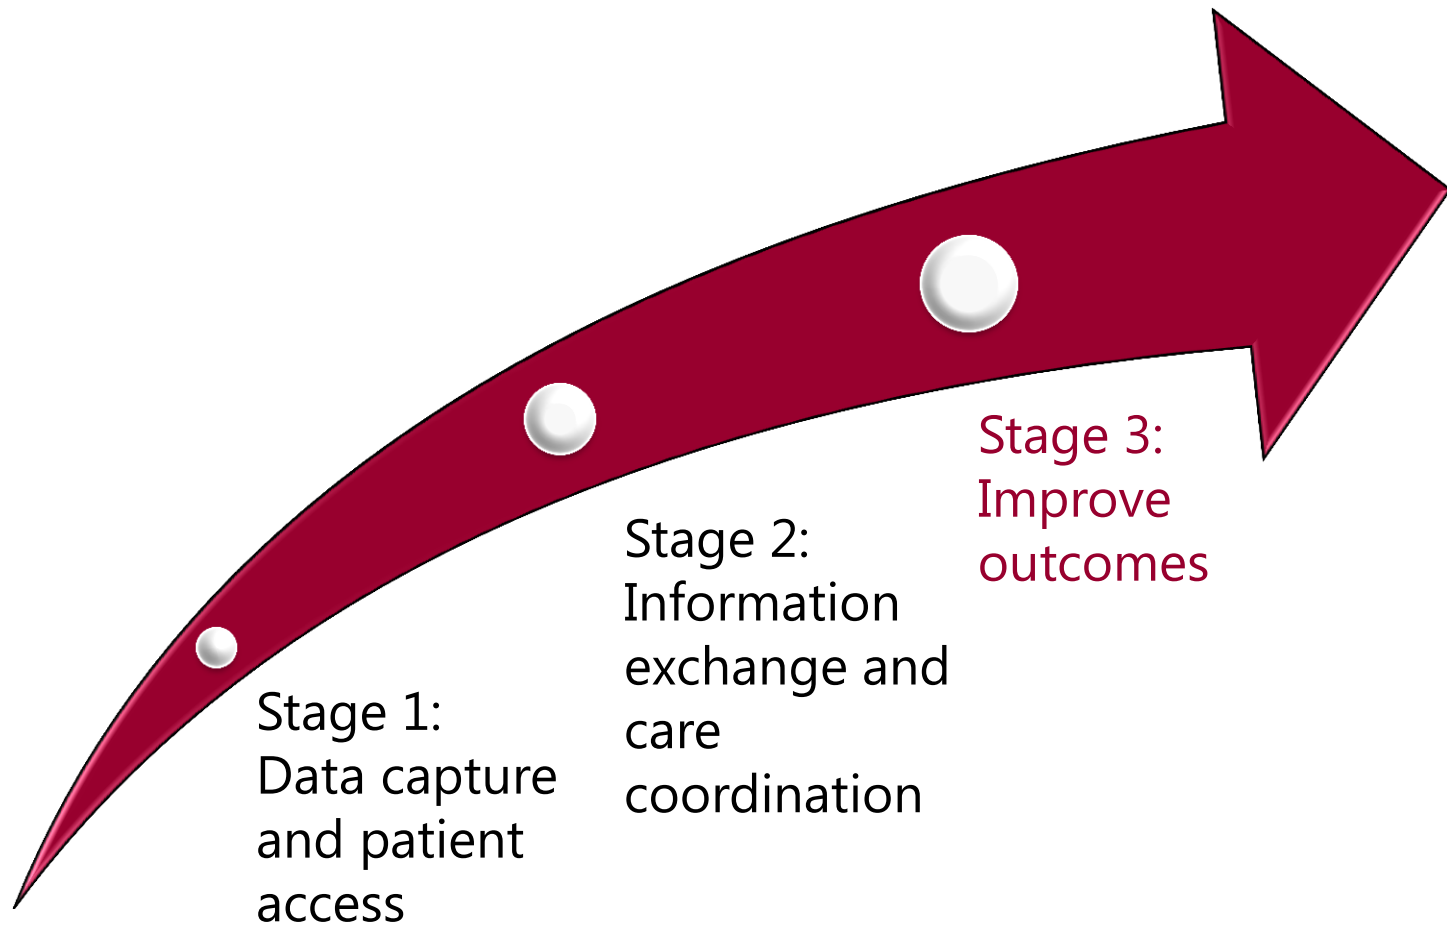 Stage 1:
Data capture
and patient
access
Stage 2:
Information
exchange and
care
coordination
Stage 3:
Improve
outcomes